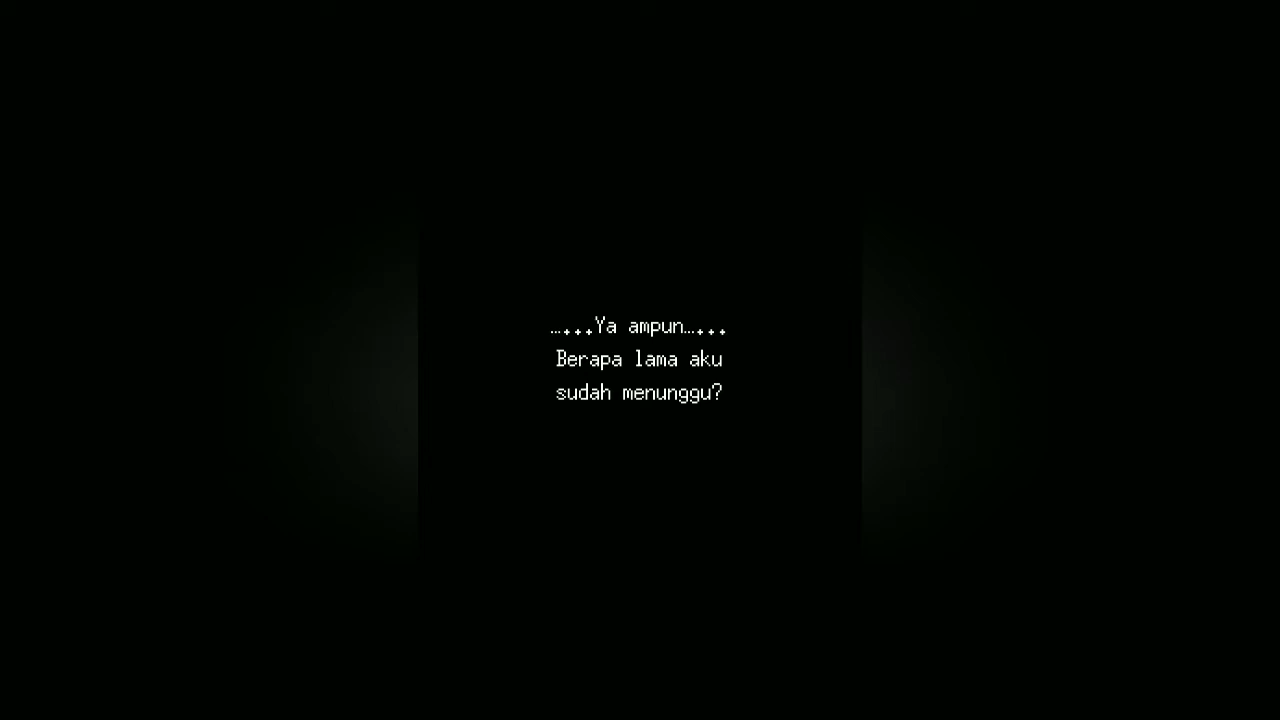 …...Ya ampun…...
Berapa lama aku
sudah menunggu?